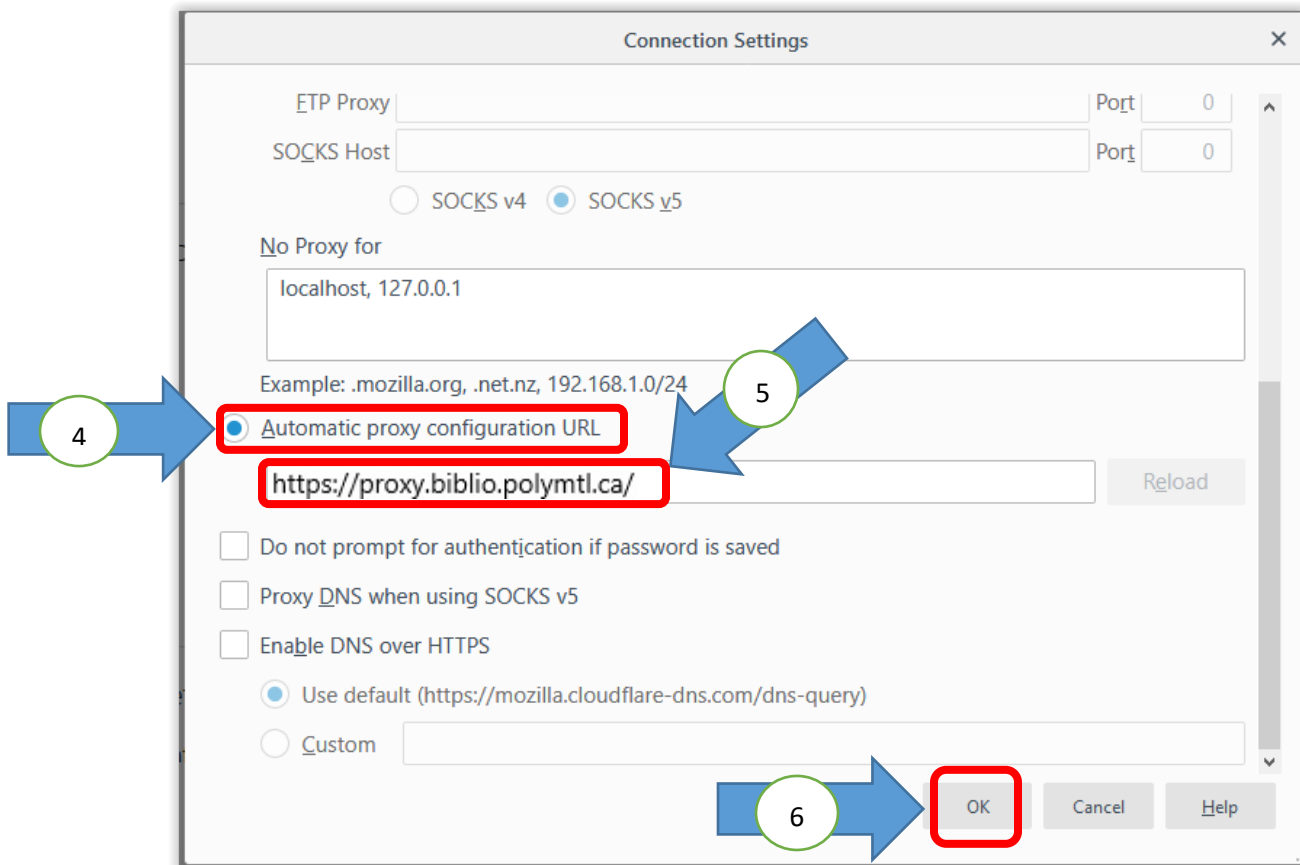 Connection Settings
FTP Proxy Port 0
SOCKS Host Port 0
SOCKS v4 SOCKS v5
No Proxy for
localhost, 127.0.0.1
Example: .mozilla.org, .net.nz, 192.168.1.0/24
5
4
Automatic proxy configuration URL
https://proxy.biblio.polymtl.ca/ Reload
Do not prompt for authentication if password is saved
Proxy DNS when using SOCKS v5
Enable DNS over HTTPS
Use default (https://mozilla.cloudflare-dns.com/dns-query)
Custom
6
OK Cancel Help